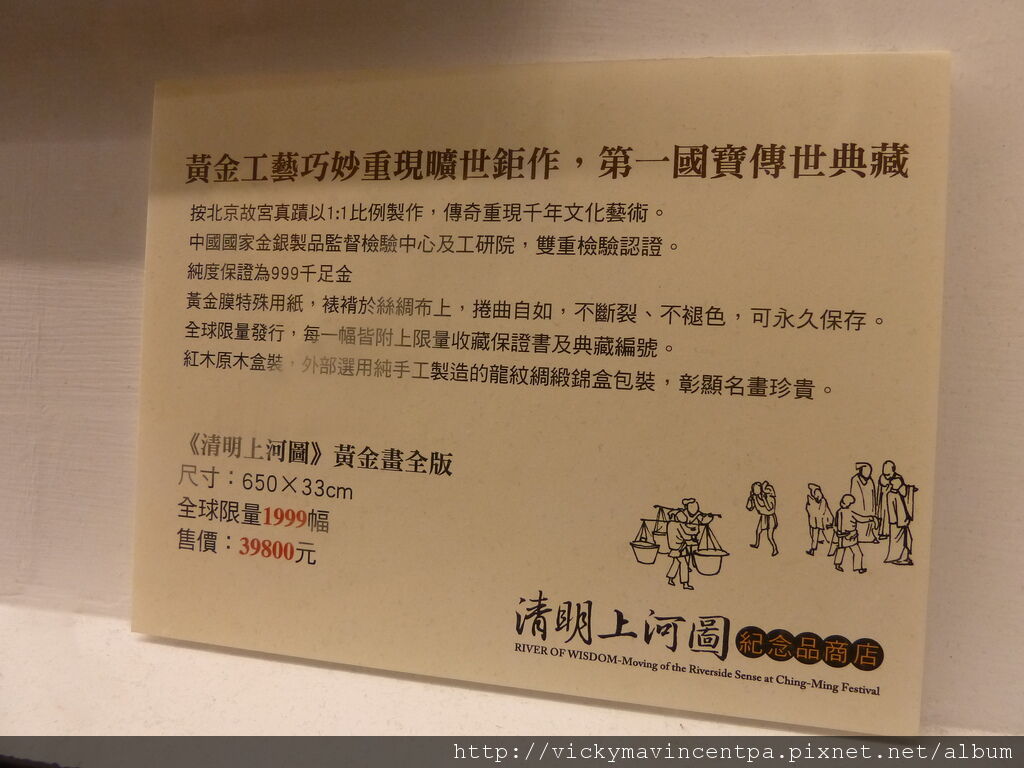 黃金工藝巧妙重現曠世鉅作，第一國寶傳世典藏
按北京故宮真蹟以1:1比例製作，傳奇重現千年文化藝術。
中國國家金銀製品監督檢驗中心及工研院，雙重檢驗認證。
純度保證為999千足金
黃金膜特殊用紙，裱褙於絲綢布上，捲曲自如，不斷裂、不褪色，可永久保存。
全球限量發行，每一幅皆附上限量收藏保證書及典藏編號。
紅木原木盒裝，外部選用純手工製造的龍紋綢緞錦盒包裝，彰顯名畫珍貴。
《清明上河圖》黃金畫全版
尺寸：650×33cm
全球限量1999幅
售價：39800元
清明上河圖 紀念品商店
RIVER OF WISDOM-Moving of the Riverside Sense at Ching-Ming Festival
http://vickymavincentpa.pixnet.net/album